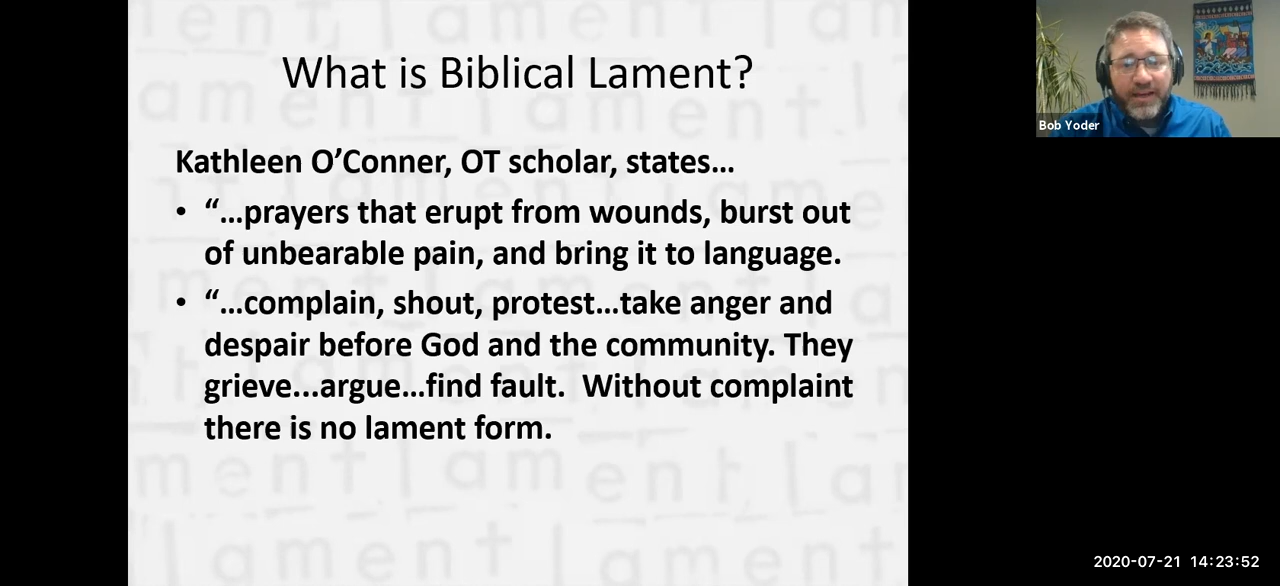 What is Biblical Lament?
Kathleen O’Conner, OT scholar, states…
• “…prayers that erupt from wounds, burst out
of unbearable pain, and bring it to language.
• “…complain, shout, protest…take anger and
despair before God and the community. They
grieve...argue…find fault.  Without complaint
there is no lament form.
Bob Yoder
2020-07-21 14:23:52